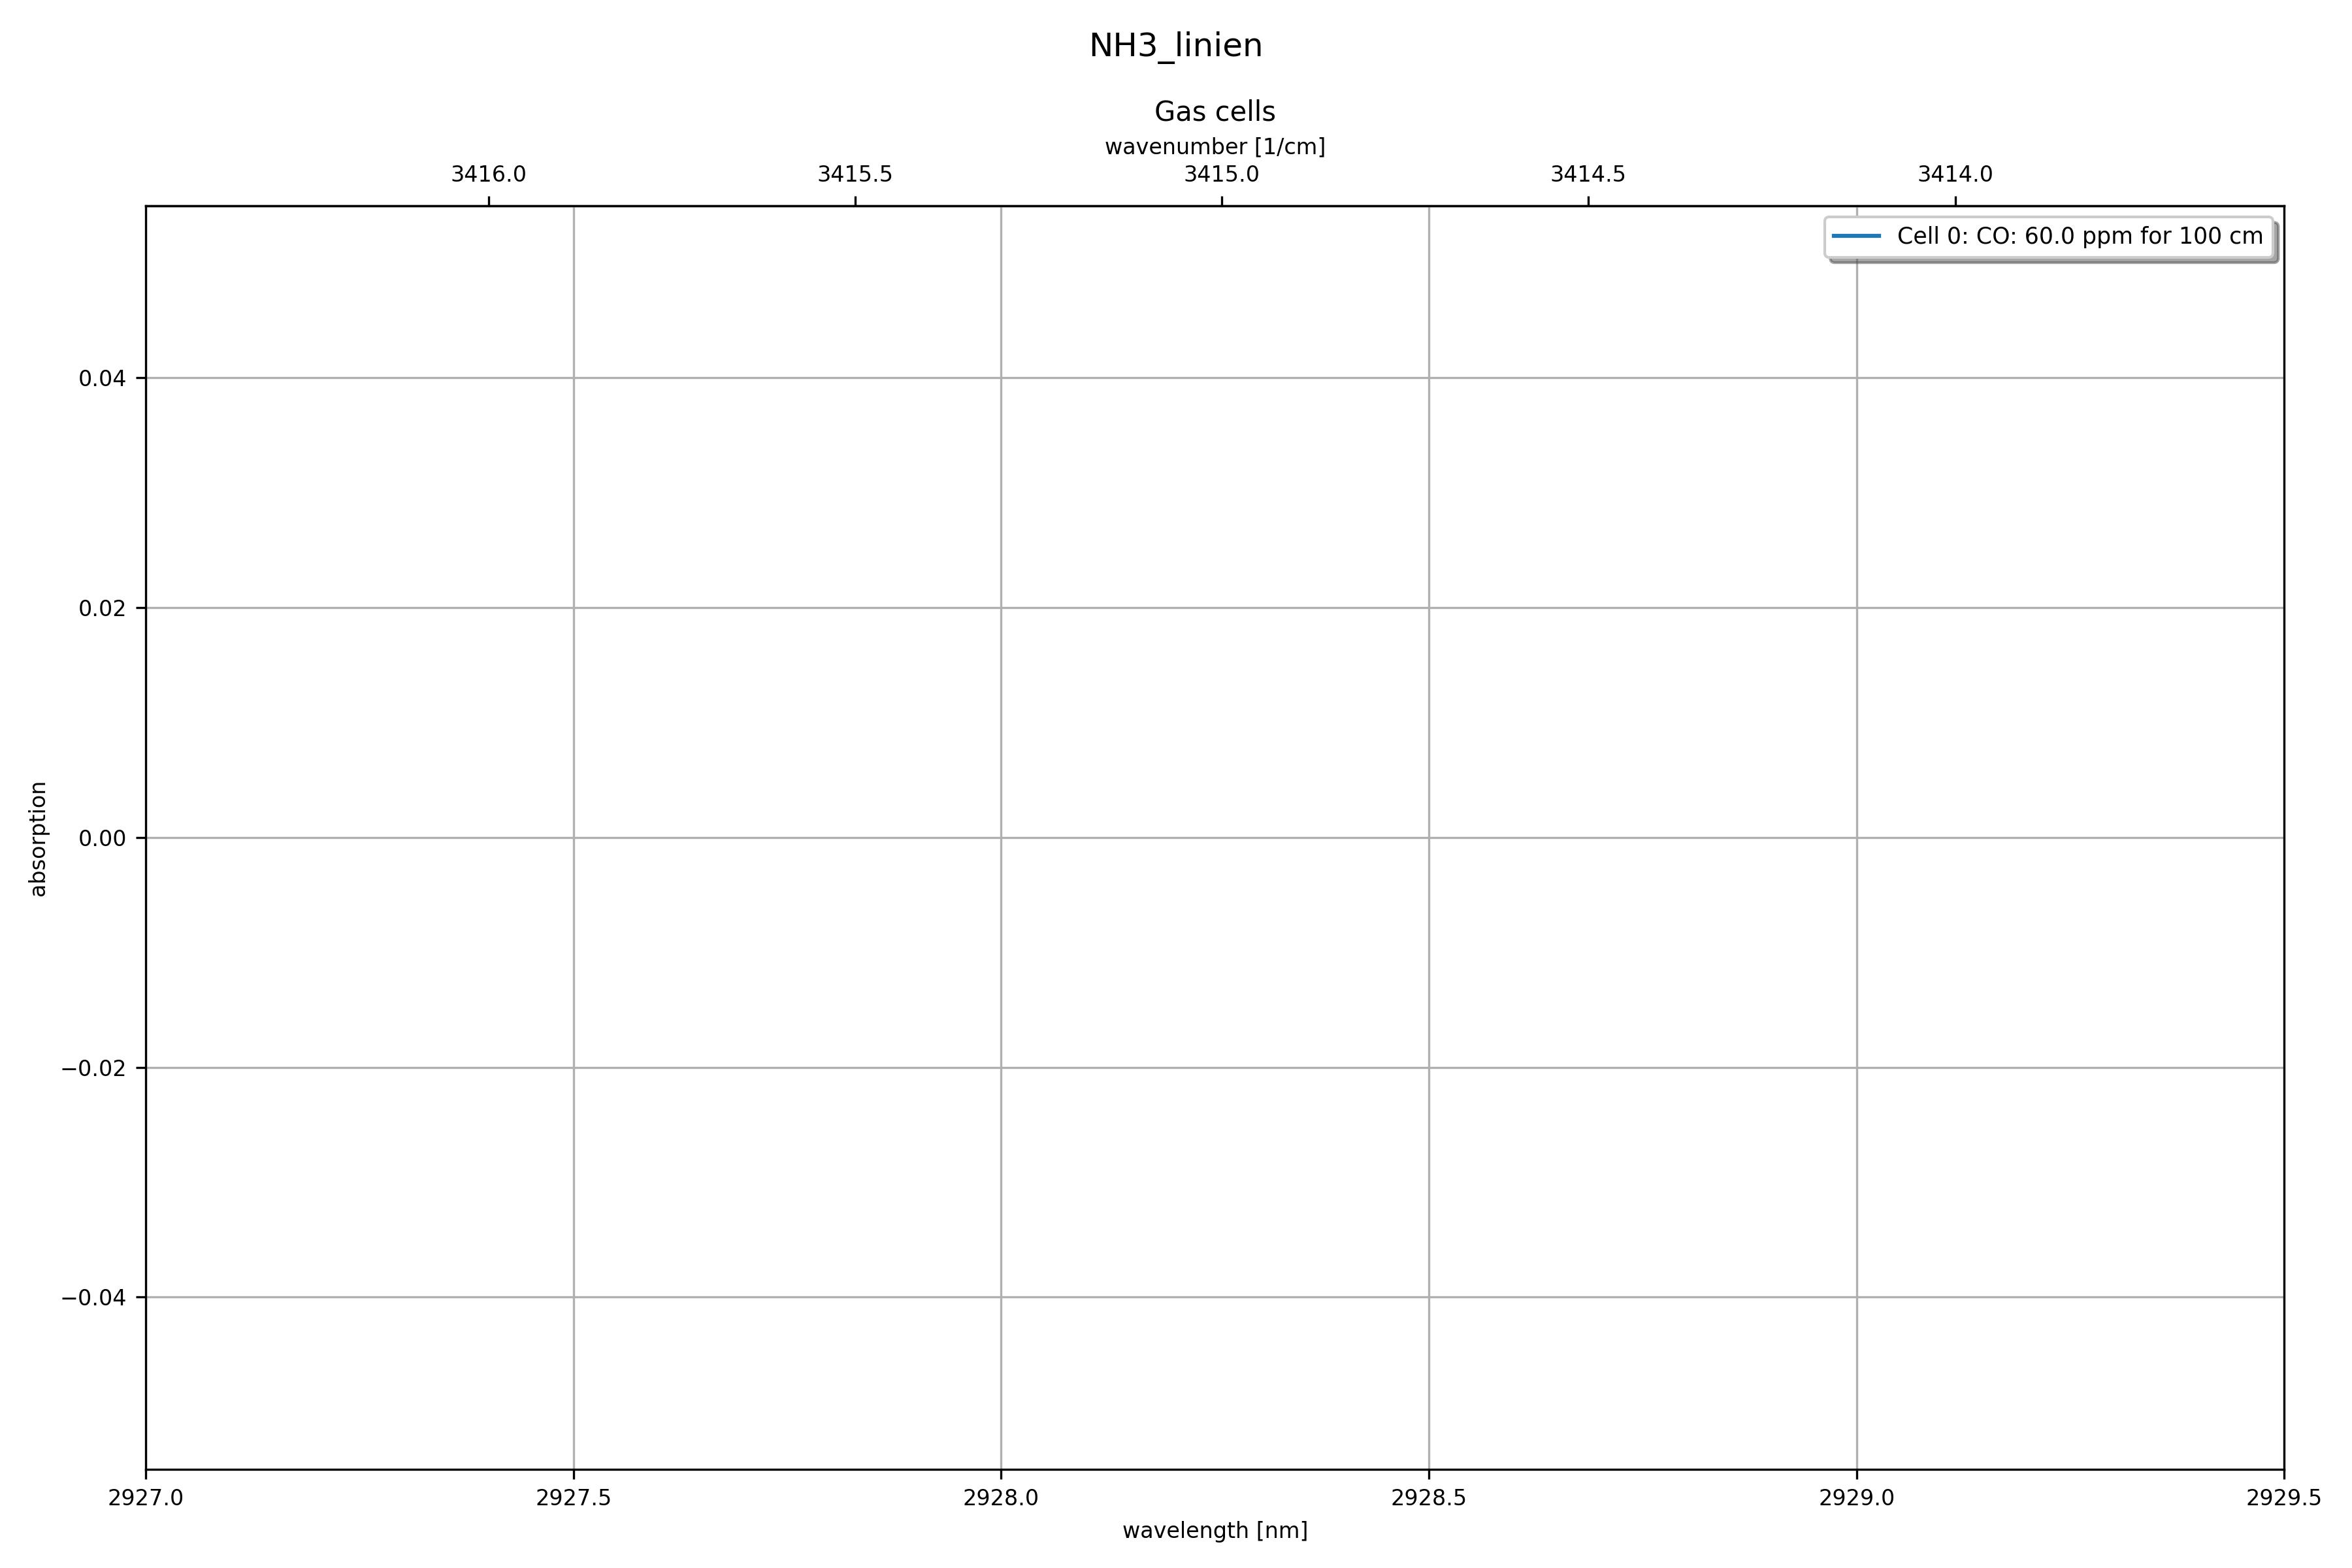 NH3_linien
Gas cells
wavenumber [1/cm]
3416.0 3415.5 3415.0 3414.5 3414.0
Cell 0: CO: 60.0 ppm for 100 cm
0.04
0.02
0.00
−0.02
−0.04
absorption
2927.0 2927.5 2928.0 2928.5 2929.0 2929.5
wavelength [nm]